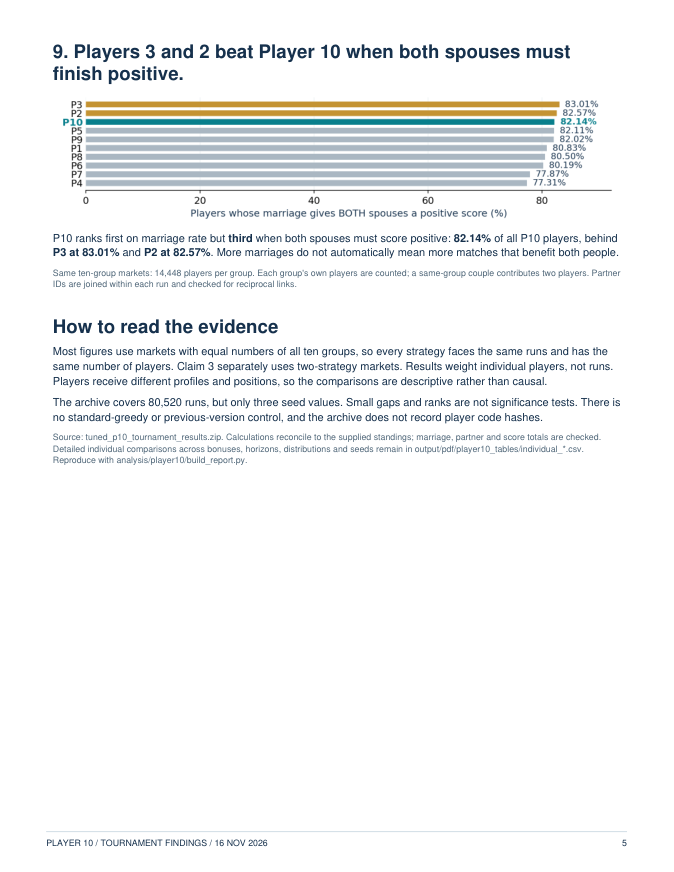 9. Players 3 and 2 beat Player 10 when both spouses must
finish positive.
P3 83.01%
P2 82.57%
P10 82.14%
P5 82.11%
P9 82.02%
P1 80.83%
P8 80.50%
P6 80.19%
P7 77.87%
P4 77.31%
0 20 40 60 80
Players whose marriage gives BOTH spouses a positive score (%)
P10 ranks first on marriage rate but third when both spouses must score positive: 82.14% of all P10 players, behind
P3 at 83.01% and P2 at 82.57%. More marriages do not automatically mean more matches that benefit both people.
Same ten-group markets: 14,448 players per group. Each group's own players are counted; a same-group couple contributes two players. Partner
IDs are joined within each run and checked for reciprocal links.
How to read the evidence
Most figures use markets with equal numbers of all ten groups, so every strategy faces the same runs and has the
same number of players. Claim 3 separately uses two-strategy markets. Results weight individual players, not runs.
Players receive different profiles and positions, so the comparisons are descriptive rather than causal.
The archive covers 80,520 runs, but only three seed values. Small gaps and ranks are not significance tests. There is
no standard-greedy or previous-version control, and the archive does not record player code hashes.
Source: tuned_p10_tournament_results.zip. Calculations reconcile to the supplied standings; marriage, partner and score totals are checked.
Detailed individual comparisons across bonuses, horizons, distributions and seeds remain in output/pdf/player10_tables/individual_*.csv.
Reproduce with analysis/player10/build_report.py.
PLAYER 10 / TOURNAMENT FINDINGS / 16 NOV 2026 5